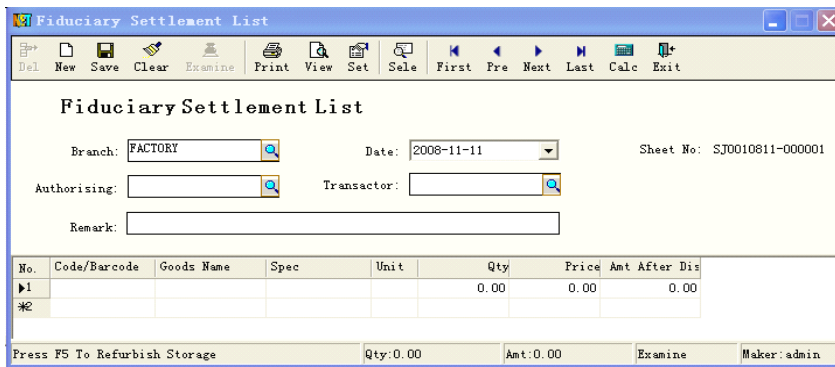 Fiduciary Settlement List
Del New Save Clear Examine Print View Set Sele First Pre Next Last Calc Exit
Fiduciary Settlement List
Branch: FACTORY Date: 2008-11-11 Sheet No: SJ0010811-000001
Authorising: Transactor:
Remark:
No. Code/Barcode Goods Name Spec Unit Qty Price Amt After Dis
1 0.00 0.00 0.00
2
Press F5 To Refurbish Storage Qty:0.00 Amt:0.00 Examine Maker:admin